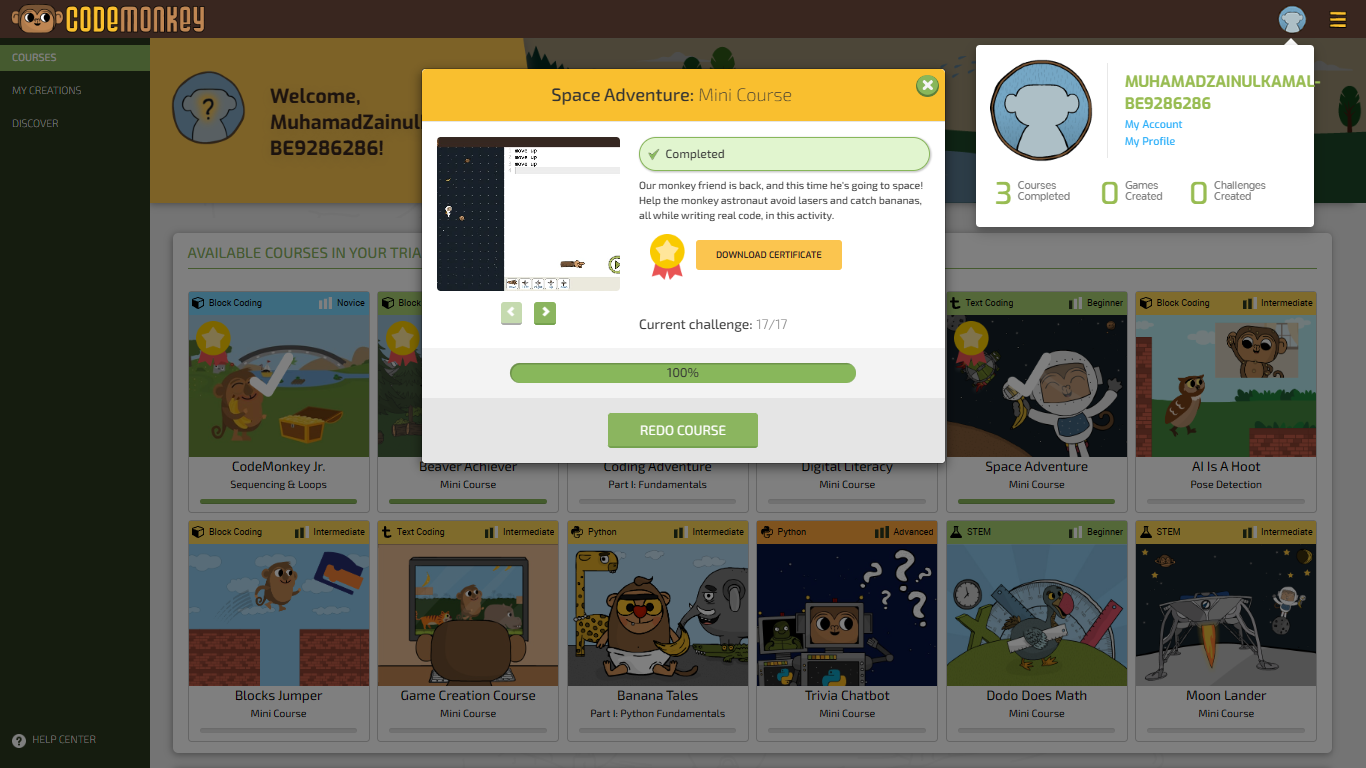 CODEMONKEY
COURSES
MY CREATIONS
DISCOVER
HELP CENTER
Welcome,
MuhamadZainul
BE9286286!
MUHAMADZAINULKAMAL-
BE9286286
My Account
My Profile
3 Courses Completed
0 Games Created
0 Challenges Created
Space Adventure: Mini Course
move up
move up
move up
Completed
Our monkey friend is back, and this time he's going to space!
Help the monkey astronaut avoid lasers and catch bananas,
all while writing real code, in this activity.
DOWNLOAD CERTIFICATE
Current challenge: 17/17
100%
REDO COURSE
AVAILABLE COURSES IN YOUR TRIA
Block Coding Novice
Block
Text Coding Beginner
Block Coding Intermediate
CodeMonkey Jr.
Sequencing & Loops
Beaver Achiever
Mini Course
Coding Adventure
Part I: Fundamentals
Digital Literacy
Mini Course
Space Adventure
Mini Course
AI Is A Hoot
Pose Detection
Block Coding Intermediate
Text Coding Intermediate
Python Intermediate
Python Advanced
STEM Beginner
STEM Intermediate
Blocks Jumper
Mini Course
Game Creation Course
Mini Course
Banana Tales
Part I: Python Fundamentals
Trivia Chatbot
Mini Course
Dodo Does Math
Mini Course
Moon Lander
Mini Course